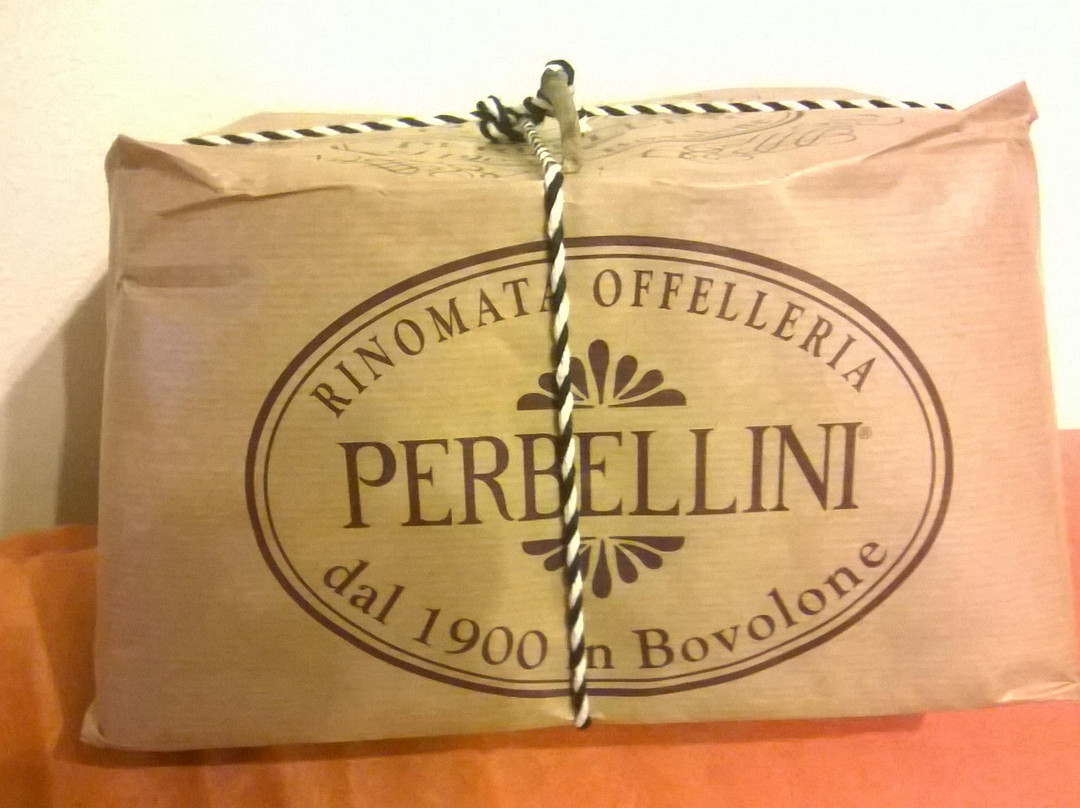 RINOMATA OFFELLERIA
PERBELLINI®
dal 1900 in Bovolone